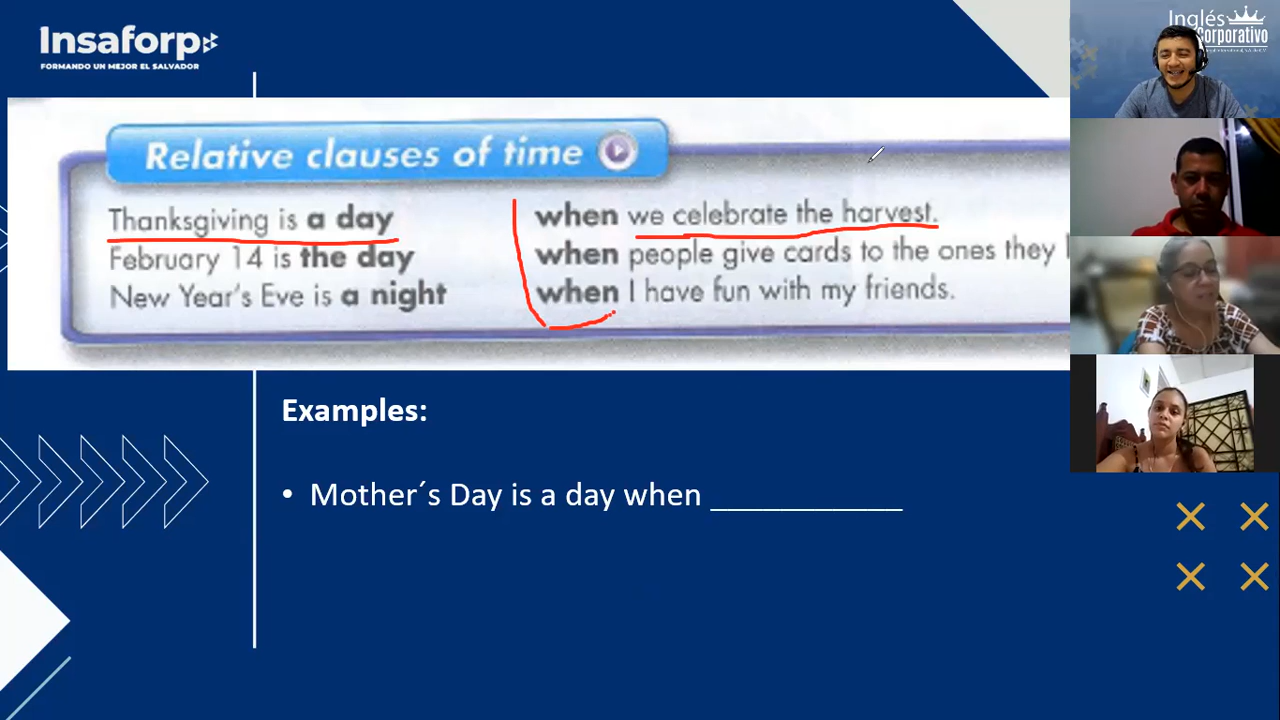 Insaforp
FORMANDO UN MEJOR EL SALVADOR
Inglés
Corporativo
Relative clauses of time
Thanksgiving is a day when we celebrate the harvest.
February 14 is the day when people give cards to the ones they
New Year's Eve is a night when I have fun with my friends.
Examples:
• Mother´s Day is a day when ____________